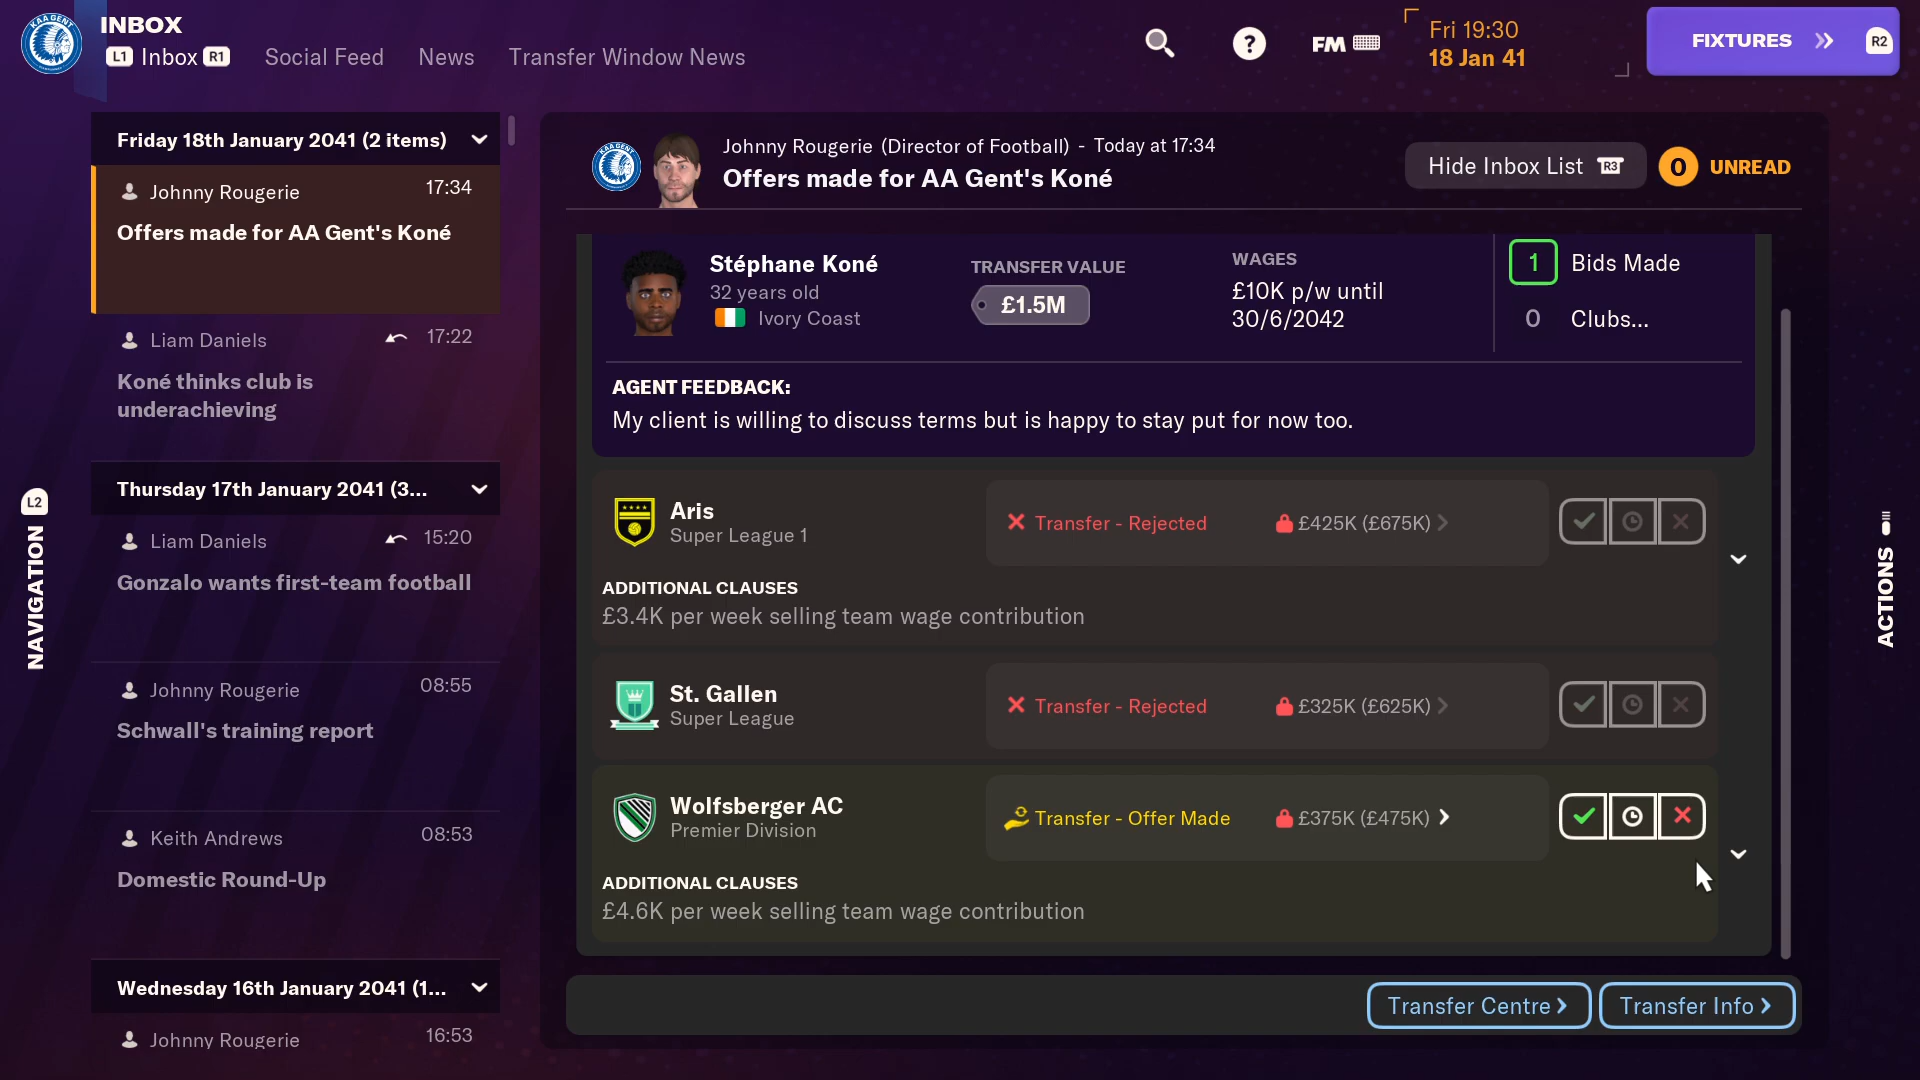 INBOX
L1 Inbox R1
Social Feed
News
Transfer Window News
FM
Fri 19:30
18 Jan 41
FIXTURES
R2
Friday 18th January 2041 (2 items)
Johnny Rougerie
17:34
Offers made for AA Gent's Koné
Liam Daniels
17:22
Koné thinks club is
underachieving
Thursday 17th January 2041 (3...
Liam Daniels
15:20
Gonzalo wants first-team football
Johnny Rougerie
08:55
Schwall's training report
Keith Andrews
08:53
Domestic Round-Up
Wednesday 16th January 2041 (1...
Johnny Rougerie
16:53
L2
NAVIGATION
Johnny Rougerie (Director of Football) - Today at 17:34
Offers made for AA Gent's Koné
Hide Inbox List R3
0 UNREAD
Stéphane Koné
32 years old
Ivory Coast
TRANSFER VALUE
£1.5M
WAGES
£10K p/w until
30/6/2042
1 Bids Made
0 Clubs...
AGENT FEEDBACK:
My client is willing to discuss terms but is happy to stay put for now too.
Aris
Super League 1
Transfer - Rejected
£425K (£675K)
ADDITIONAL CLAUSES
£3.4K per week selling team wage contribution
St. Gallen
Super League
Transfer - Rejected
£325K (£625K)
Wolfsberger AC
Premier Division
Transfer - Offer Made
£375K (£475K)
ADDITIONAL CLAUSES
£4.6K per week selling team wage contribution
Transfer Centre
Transfer Info
ACTIONS